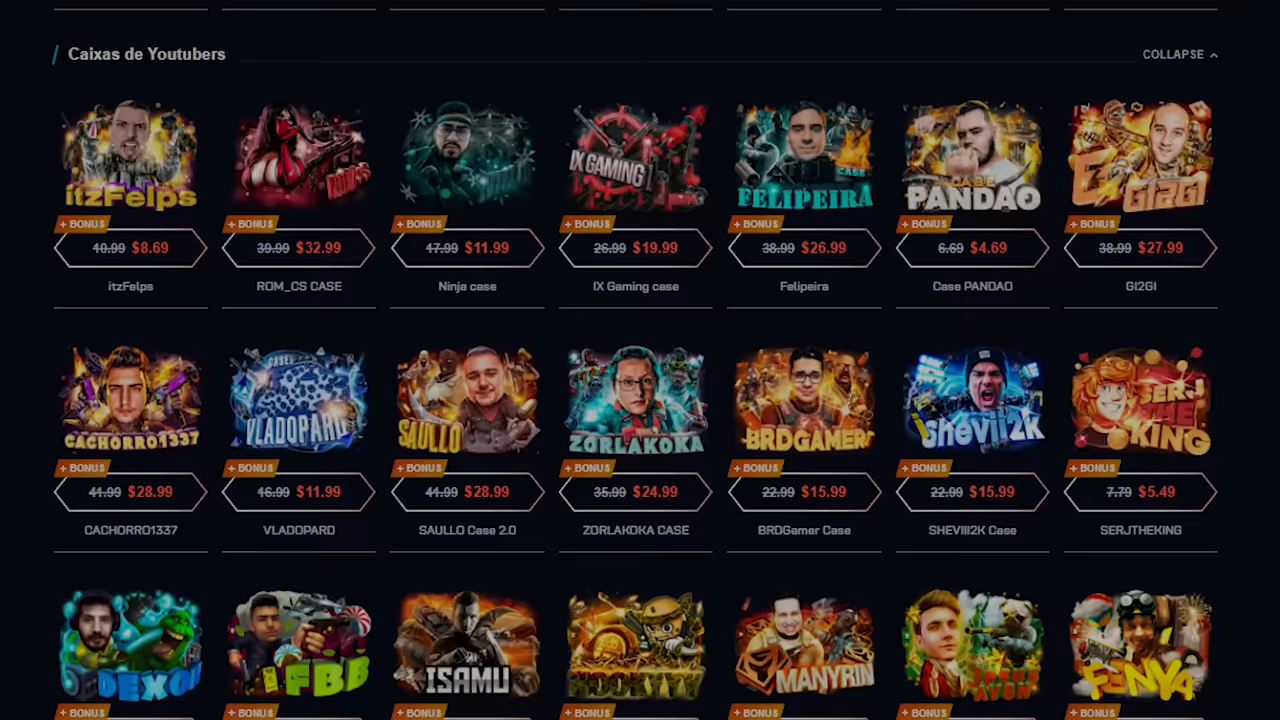 Caixas de Youtubers
COLLAPSE
itzFelps
IX GAMING
CASE
FELIPEIRA
CASE
PANDAO
GI2GI
+ BONUS + BONUS + BONUS + BONUS + BONUS + BONUS + BONUS
40.99 $8.69 39.99 $32.99 47.99 $11.99 26.99 $19.99 38.99 $26.99 6.69 $4.69 38.99 $27.99
itzFelps ROM_CS CASE Ninja case IX Gaming case Felipeira Case PANDAO GI2GI
CACHORRO1337
CASE
VLADOPARD
SAULLO
ZORLAKOKA
BRDGAMER
Shevii2K
SERJ
THE
KING
+ BONUS + BONUS + BONUS + BONUS + BONUS + BONUS + BONUS
41.99 $28.99 16.99 $11.99 41.99 $28.99 35.99 $24.99 22.99 $15.99 22.99 $15.99 7.79 $5.49
CACHORRO1337 VLADOPARD SAULLO Case 2.0 ZORLAKOKA CASE BRDGamer Case SHEVIII2K Case SERJTHEKING
DEXOL
FBB
ISAMU
MANYRIN
FENYA
+ BONUS + BONUS + BONUS + BONUS + BONUS + BONUS + BONUS